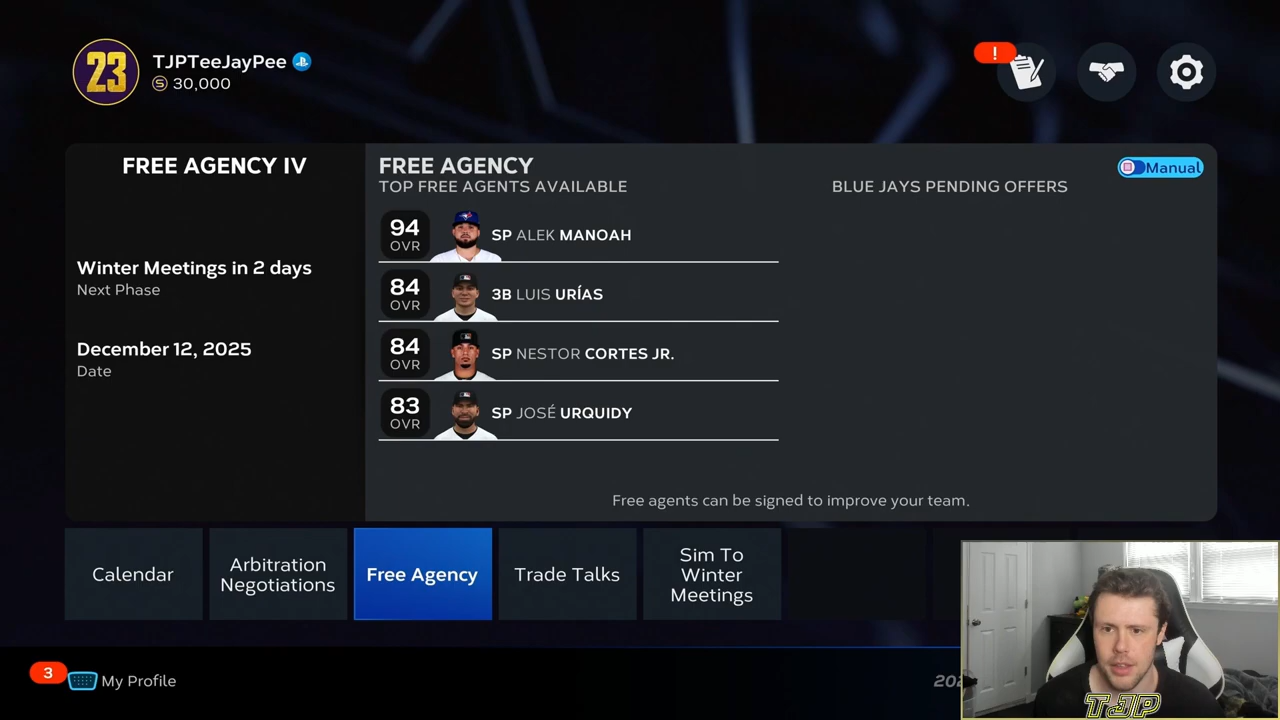 23
TJPTeeJayPee
S 30,000
!
FREE AGENCY IV
Winter Meetings in 2 days
Next Phase
December 12, 2025
Date
FREE AGENCY
TOP FREE AGENTS AVAILABLE
BLUE JAYS PENDING OFFERS
Manual
94 OVR SP ALEK MANOAH
84 OVR 3B LUIS URÍAS
84 OVR SP NESTOR CORTES JR.
83 OVR SP JOSÉ URQUIDY
Free agents can be signed to improve your team.
Calendar
Arbitration
Negotiations
Free Agency
Trade Talks
Sim To
Winter
Meetings
3
My Profile
TJP